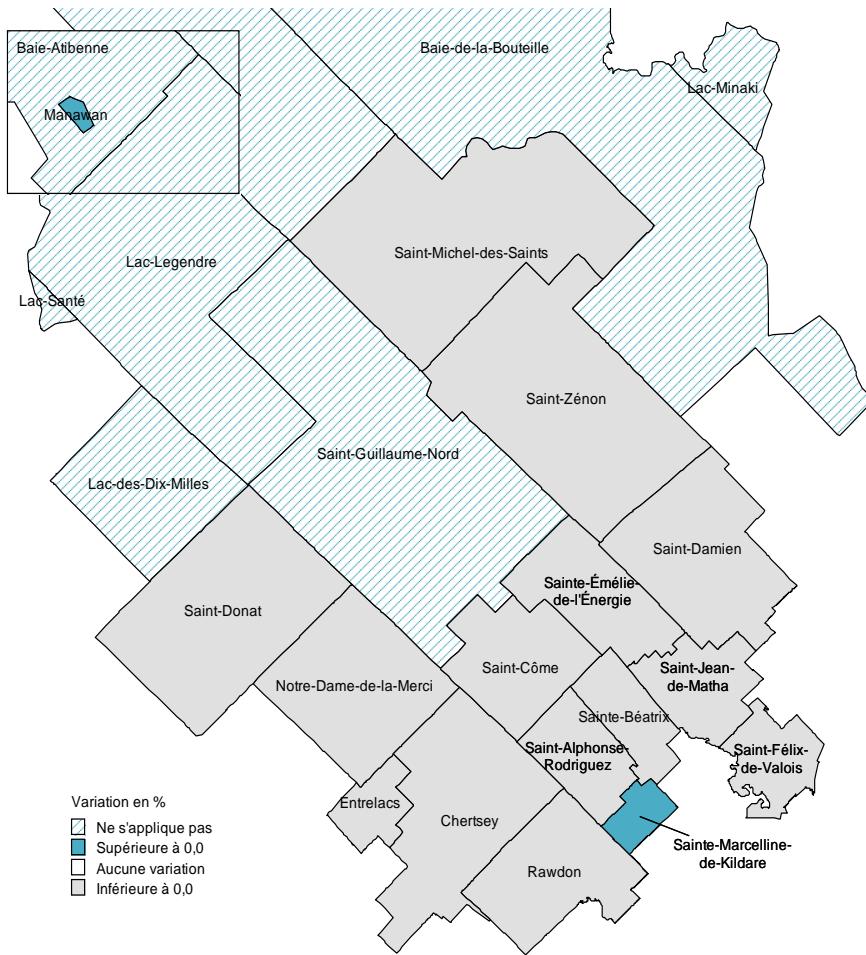 Baie-Atibenne
Baie-de-la-Bouteille
Lac-Minaki
Manawan
Saint-Michel-des-Saints
Lac-Legendre
Lac-Santé
Saint-Zénon
Saint-Guillaume-Nord
Lac-des-Dix-Milles
Saint-Damien
Sainte-Émélie-
de-l'Énergie
Saint-Donat
Saint-Côme
Saint-Jean-
de-Matha
Notre-Dame-de-la-Merci
Sainte-Béatrix
Saint-Alphonse-
Rodriguez
Saint-Félix-
de-Valois
Entrelacs
Chertsey
Sainte-Marcelline-
de-Kildare
Rawdon
Variation en %
Ne s'applique pas
Supérieure à 0,0
Aucune variation
Inférieure à 0,0